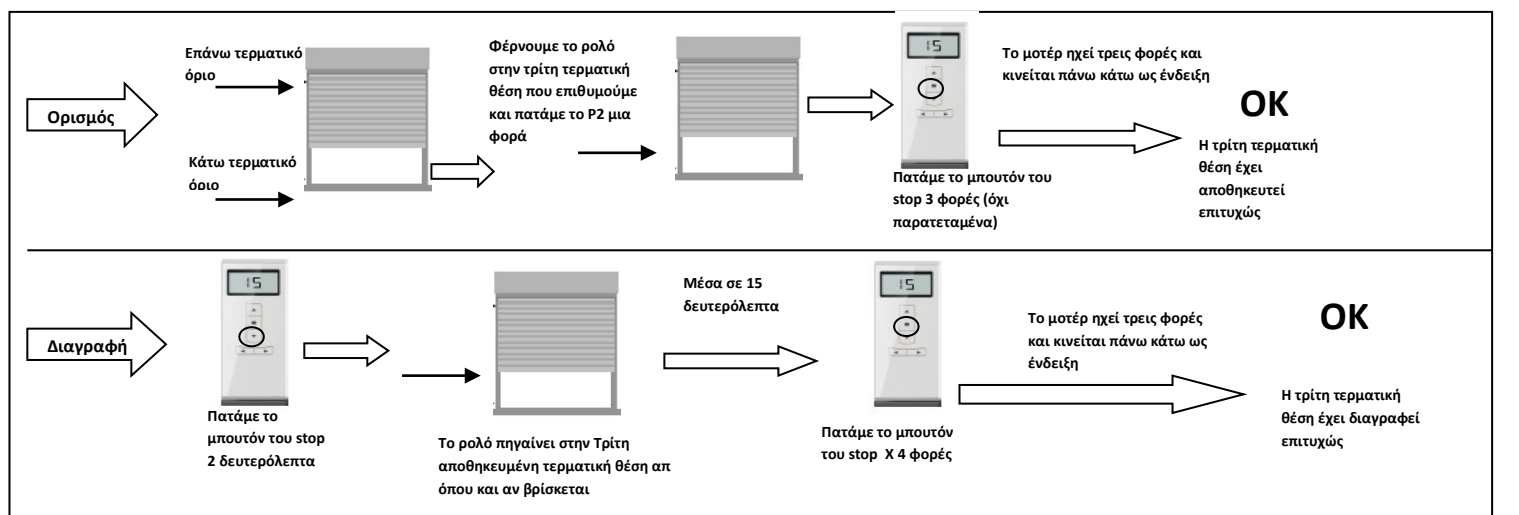 Ορισμός
Επάνω τερματικό
όριο
Κάτω τερματικό
όριο
Φέρνουμε το ρολό
στην τρίτη τερματική
θέση που επιθυμούμε
και πατάμε το P2 μια
φορά
15
Πατάμε το μπουτόν του
stop 3 φορές (όχι
παρατεταμένα)
Το μοτέρ ηχεί τρεις φορές και
κινείται πάνω κάτω ως ένδειξη
OK
Η τρίτη τερματική
θέση έχει
αποθηκευτεί
επιτυχώς
Διαγραφή
15
Πατάμε το
μπουτόν του stop
2 δευτερόλεπτα
Το ρολό πηγαίνει στην Τρίτη
αποθηκευμένη τερματική θέση απ
όπου και αν βρίσκεται
Μέσα σε 15
δευτερόλεπτα
15
Πατάμε το μπουτόν
του stop X 4 φορές
Το μοτέρ ηχεί τρεις φορές
και κινείται πάνω κάτω ως
ένδειξη
OK
Η τρίτη τερματική
θέση έχει διαγραφεί
επιτυχώς